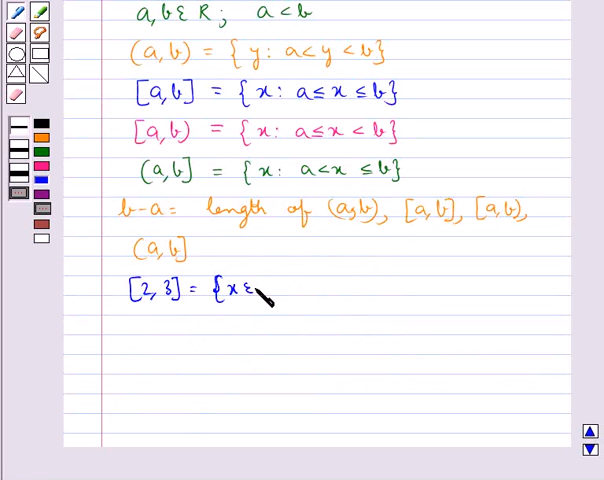 a, b ε R ; a < b
(a, b) = { y : a < y < b }
[a, b] = { x : a ≤ x ≤ b }
[a, b) = { x : a ≤ x < b }
(a, b] = { x : a < x ≤ b }
b - a = length of (a, b), [a, b], [a, b),
(a, b]
[2, 3] = { x ε